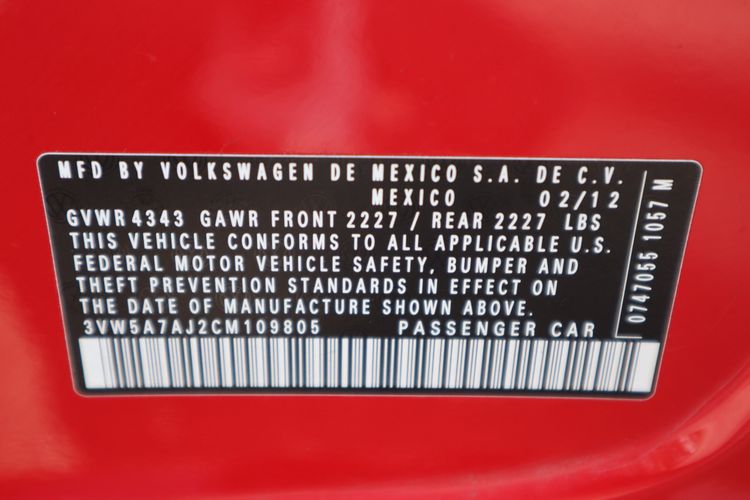 MFD BY VOLKSWAGEN DE MEXICO S.A. DE C.V.
MEXICO 02/12
GVWR 4343 GAWR FRONT 2227 / REAR 2227 LBS
THIS VEHICLE CONFORMS TO ALL APPLICABLE U.S.
FEDERAL MOTOR VEHICLE SAFETY, BUMPER AND
THEFT PREVENTION STANDARDS IN EFFECT ON
THE DATE OF MANUFACTURE SHOWN ABOVE.
3VW5A7AJ2CM109805 PASSENGER CAR
0747055 1057 M